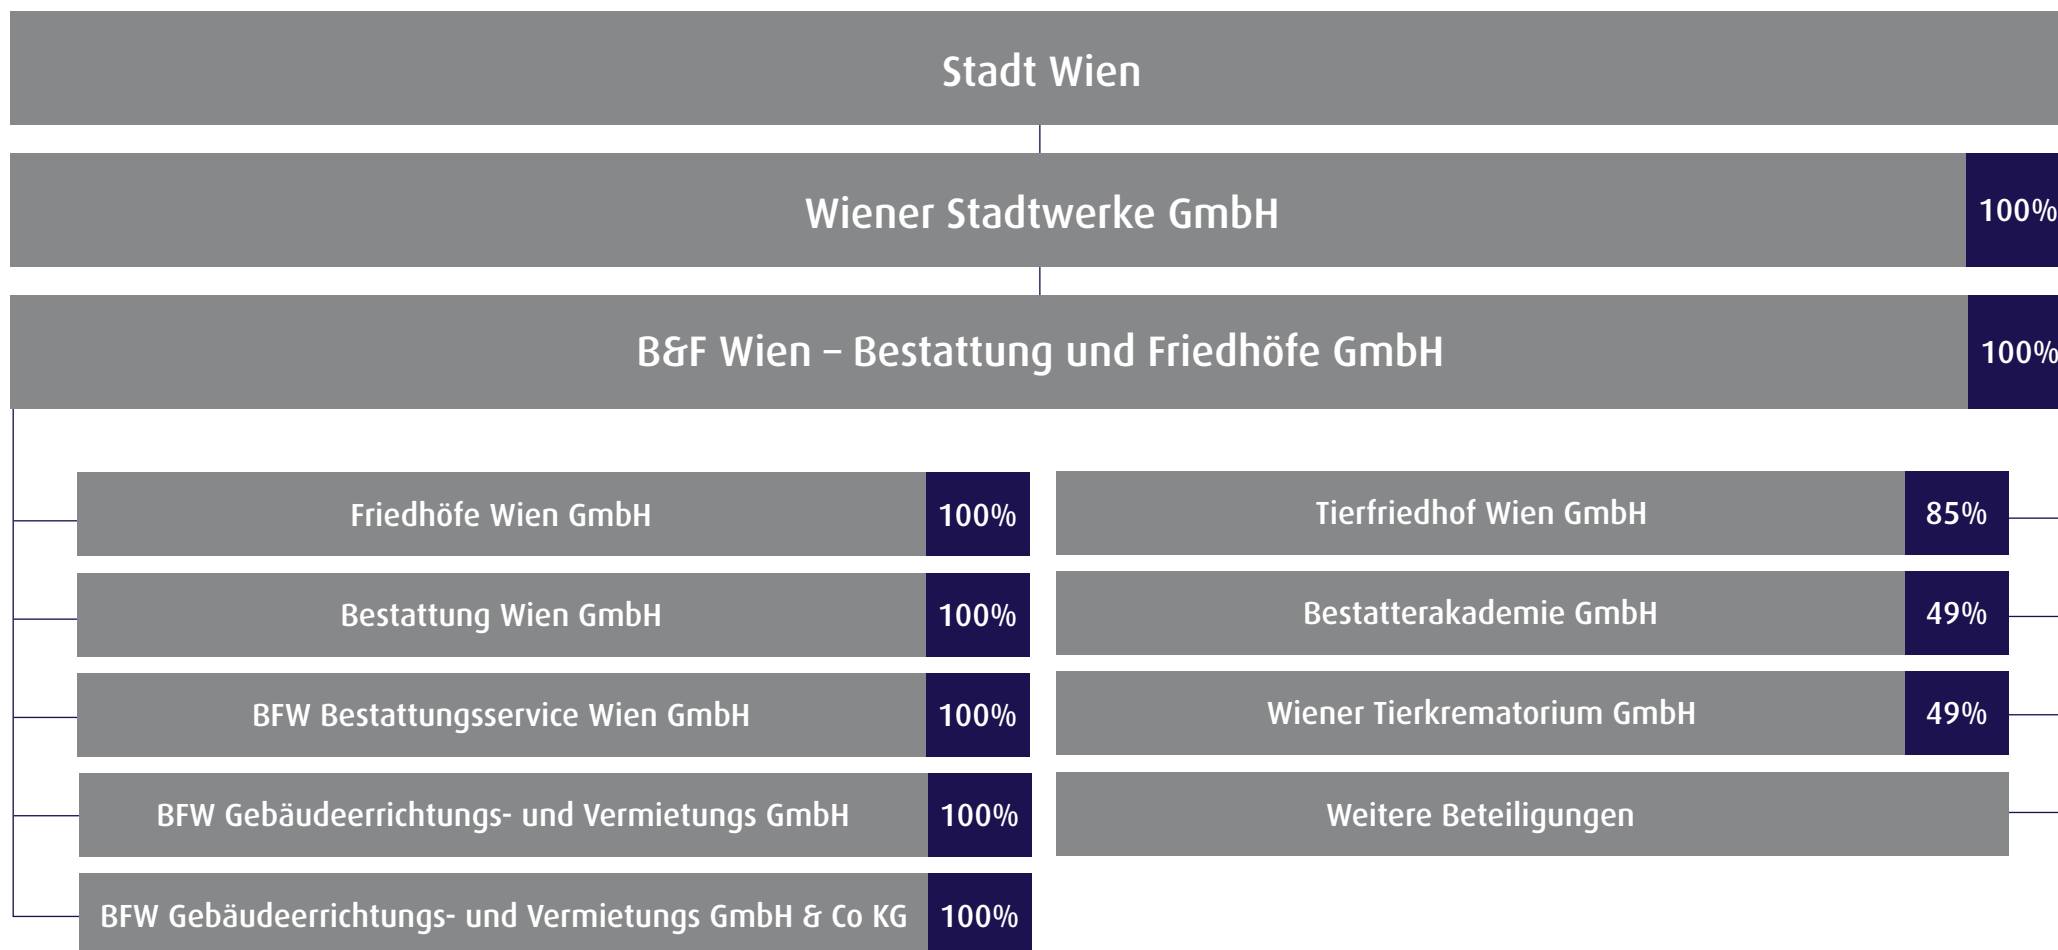 Stadt Wien
Wiener Stadtwerke GmbH
100%
B&F Wien – Bestattung und Friedhöfe GmbH
100%
Friedhöfe Wien GmbH
100%
Bestattung Wien GmbH
100%
BFW Bestattungsservice Wien GmbH
100%
BFW Gebäudeerrichtungs- und Vermietungs GmbH
100%
BFW Gebäudeerrichtungs- und Vermietungs GmbH & Co KG
100%
Tierfriedhof Wien GmbH
85%
Bestatterakademie GmbH
49%
Wiener Tierkrematorium GmbH
49%
Weitere Beteiligungen